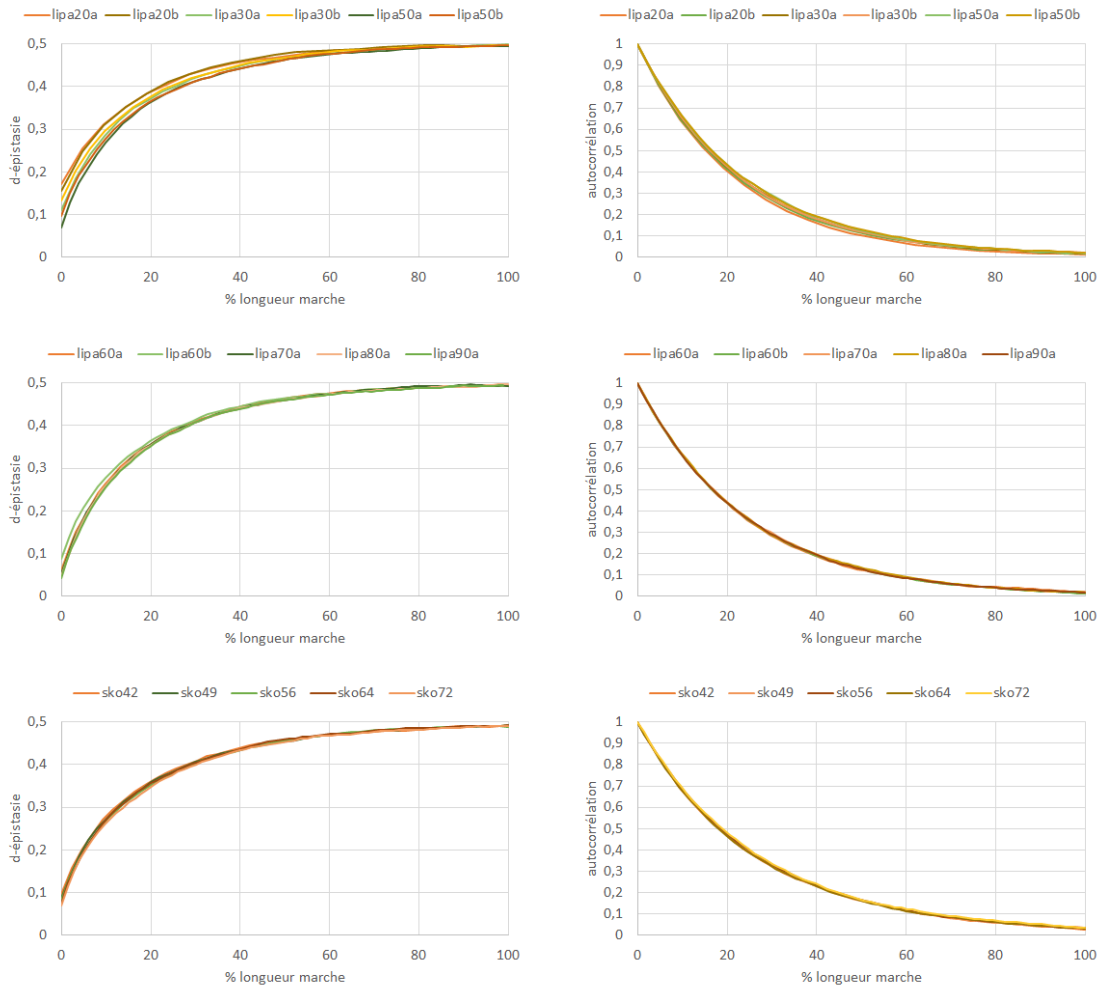 lipa20a lipa20b lipa30a lipa30b lipa50a lipa50b
0,5
0,4
0,3
0,2
0,1
0
d-épistasie
0 20 40 60 80 100
% longueur marche
lipa20a lipa20b lipa30a lipa30b lipa50a lipa50b
1
0,9
0,8
0,7
0,6
0,5
0,4
0,3
0,2
0,1
0
autocorrélation
0 20 40 60 80 100
% longueur marche
lipa60a lipa60b lipa70a lipa80a lipa90a
0,5
0,4
0,3
0,2
0,1
0
d-épistasie
0 20 40 60 80 100
% longueur marche
lipa60a lipa60b lipa70a lipa80a lipa90a
1
0,9
0,8
0,7
0,6
0,5
0,4
0,3
0,2
0,1
0
autocorrélation
0 20 40 60 80 100
% longueur marche
sko42 sko49 sko56 sko64 sko72
0,5
0,4
0,3
0,2
0,1
0
d-épistasie
0 20 40 60 80 100
% longueur marche
sko42 sko49 sko56 sko64 sko72
1
0,9
0,8
0,7
0,6
0,5
0,4
0,3
0,2
0,1
0
autocorrélation
0 20 40 60 80 100
% longueur marche